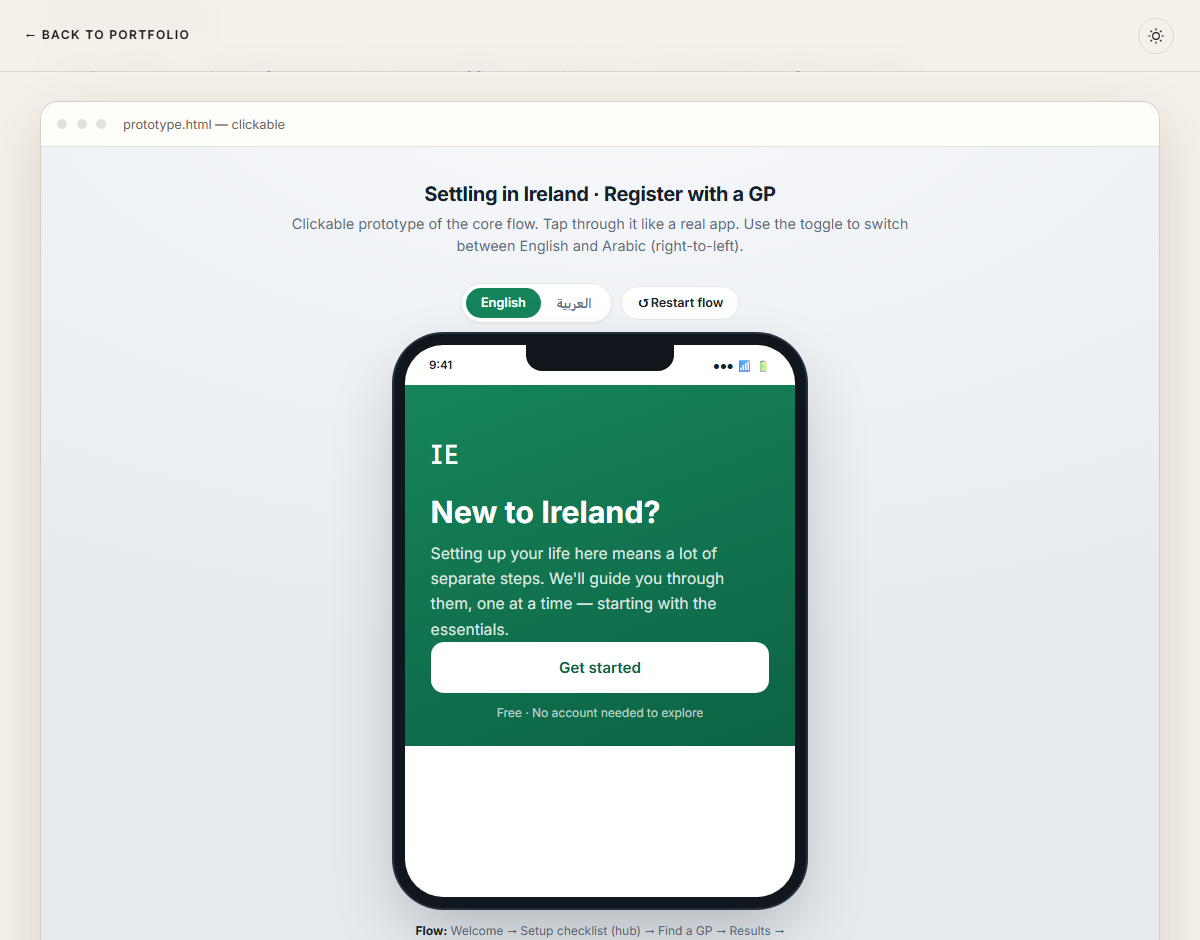 ← BACK TO PORTFOLIO
prototype.html — clickable
Settling in Ireland · Register with a GP
Clickable prototype of the core flow. Tap through it like a real app. Use the toggle to switch
between English and Arabic (right-to-left).
English
العربية
↺ Restart flow
9:41
IE
New to Ireland?
Setting up your life here means a lot of
separate steps. We'll guide you through
them, one at a time — starting with the
essentials.
Get started
Free · No account needed to explore
Flow: Welcome → Setup checklist (hub) → Find a GP → Results →